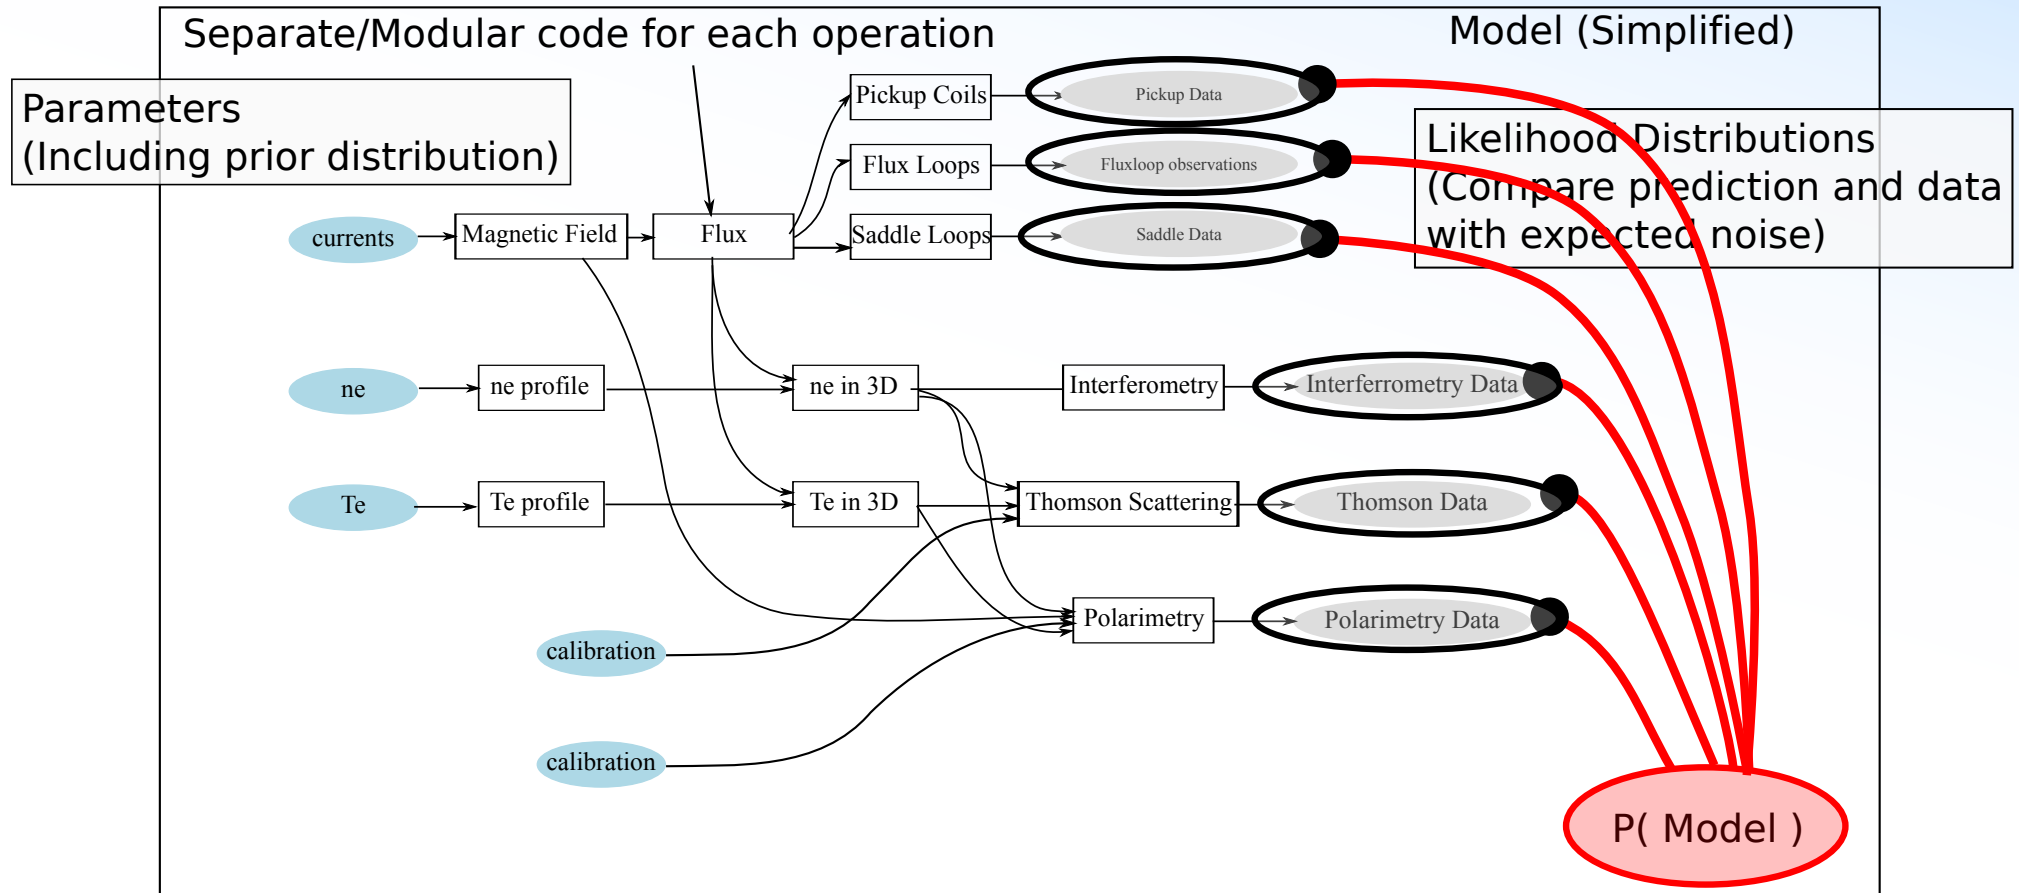 Separate/Modular code for each operation
Model (Simplified)
Parameters
(Including prior distribution)
Pickup Coils
Pickup Data
Likelihood Distributions
(Compare prediction and data
with expected noise)
Flux Loops
Fluxloop observations
currents
Magnetic Field
Flux
Saddle Loops
Saddle Data
ne
ne profile
ne in 3D
Interferometry
Interferrometry Data
Te
Te profile
Te in 3D
Thomson Scattering
Thomson Data
Polarimetry
Polarimetry Data
calibration
calibration
P( Model )